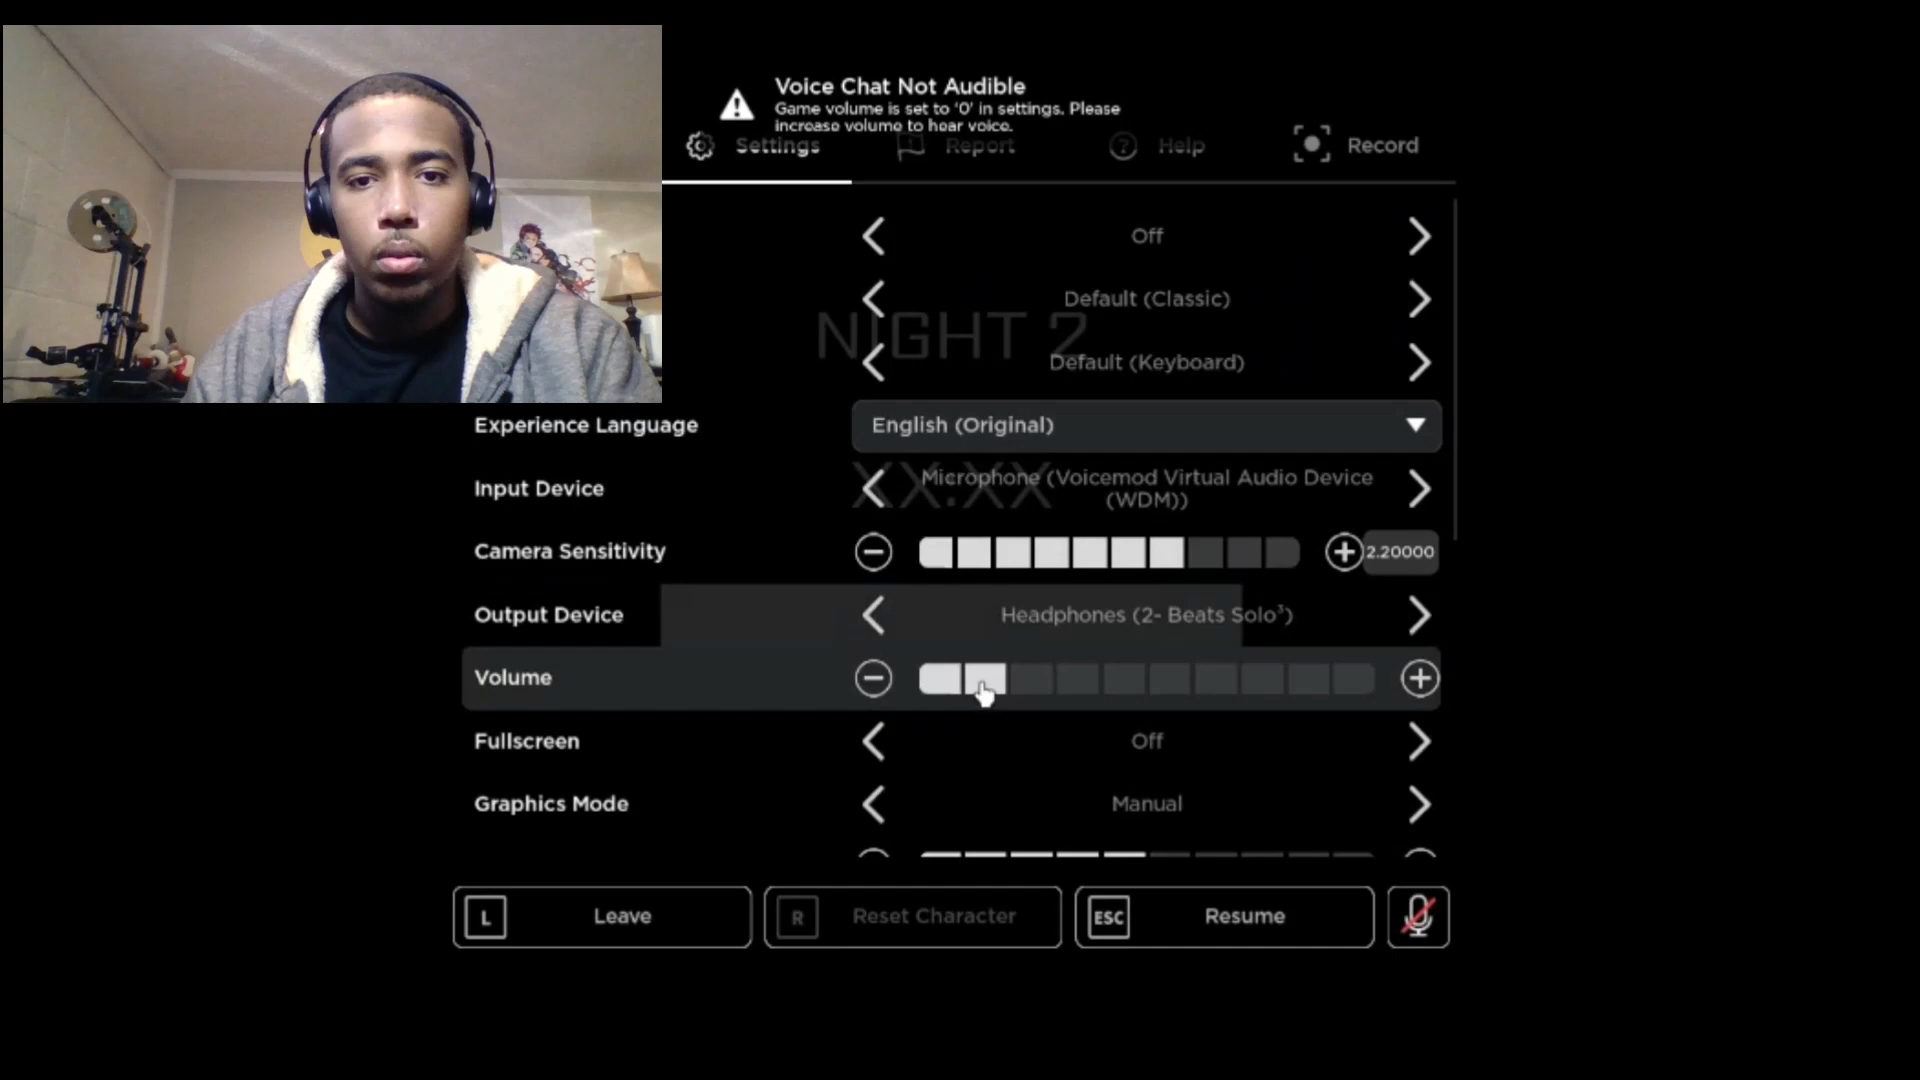 Voice Chat Not Audible
Game volume is set to '0' in settings. Please
increase volume to hear voice.
Settings
Report
Help
Record
Off
Default (Classic)
NIGHT 2
Default (Keyboard)
Experience Language
English (Original)
Input Device
Microphone (Voicemod Virtual Audio Device
(WDM))
XX:XX
Camera Sensitivity
2.20000
Output Device
Headphones (2- Beats Solo³)
Volume
Fullscreen
Off
Graphics Mode
Manual
L Leave
R Reset Character
ESC Resume